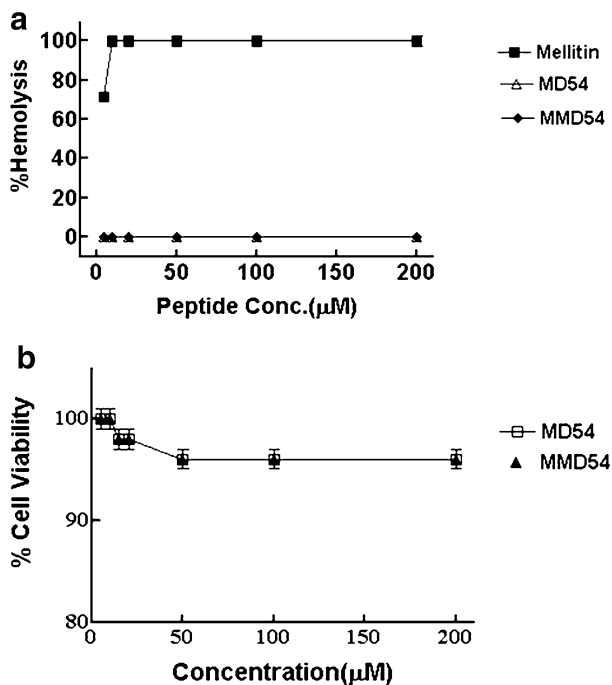 a
100
80
60
40
20
0
%Hemolysis
0 50 100 150 200
Peptide Conc.(μM)
Mellitin
MD54
MMD54
b
100
90
80
% Cell Viability
0 50 100 150 200
Concentration(μM)
MD54
MMD54